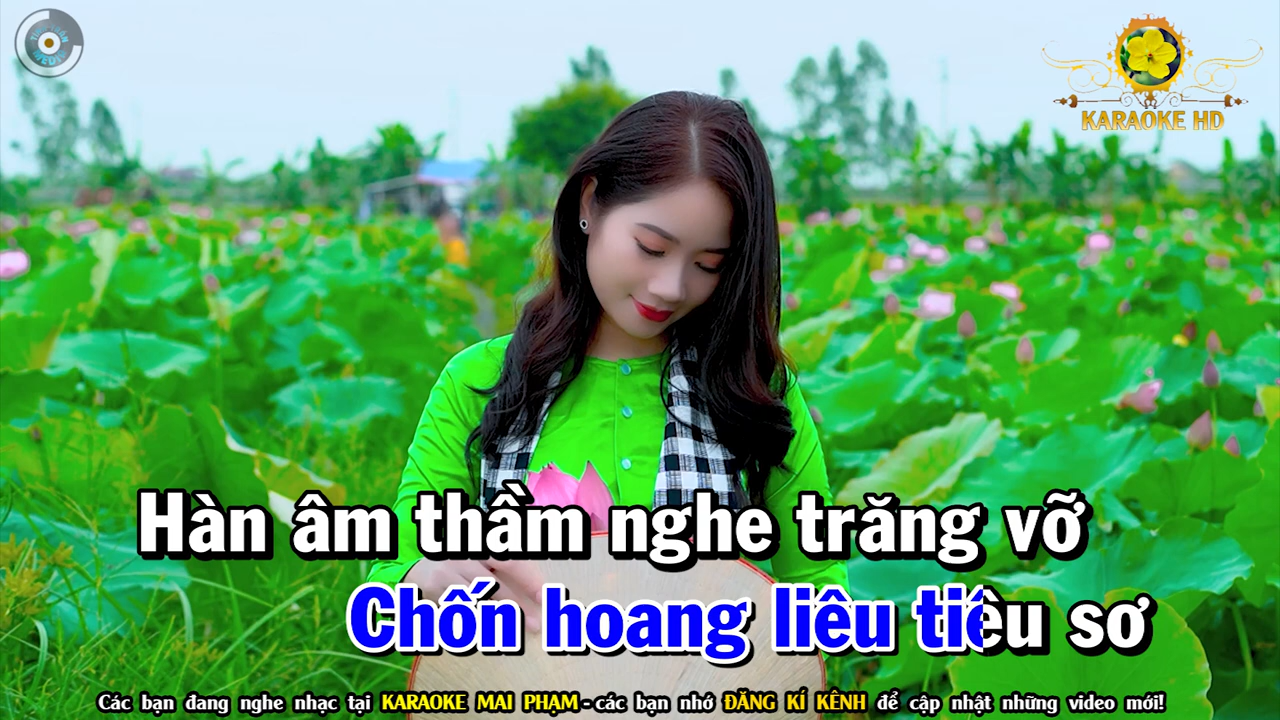 KARAOKE HD
Hàn âm thầm nghe trăng vỡ
Chốn hoang liêu tiêu sơ
Các bạn đang nghe nhạc tại KARAOKE MAI PHẠM - các bạn nhớ ĐĂNG KÍ KÊNH để cập nhật những video mới!